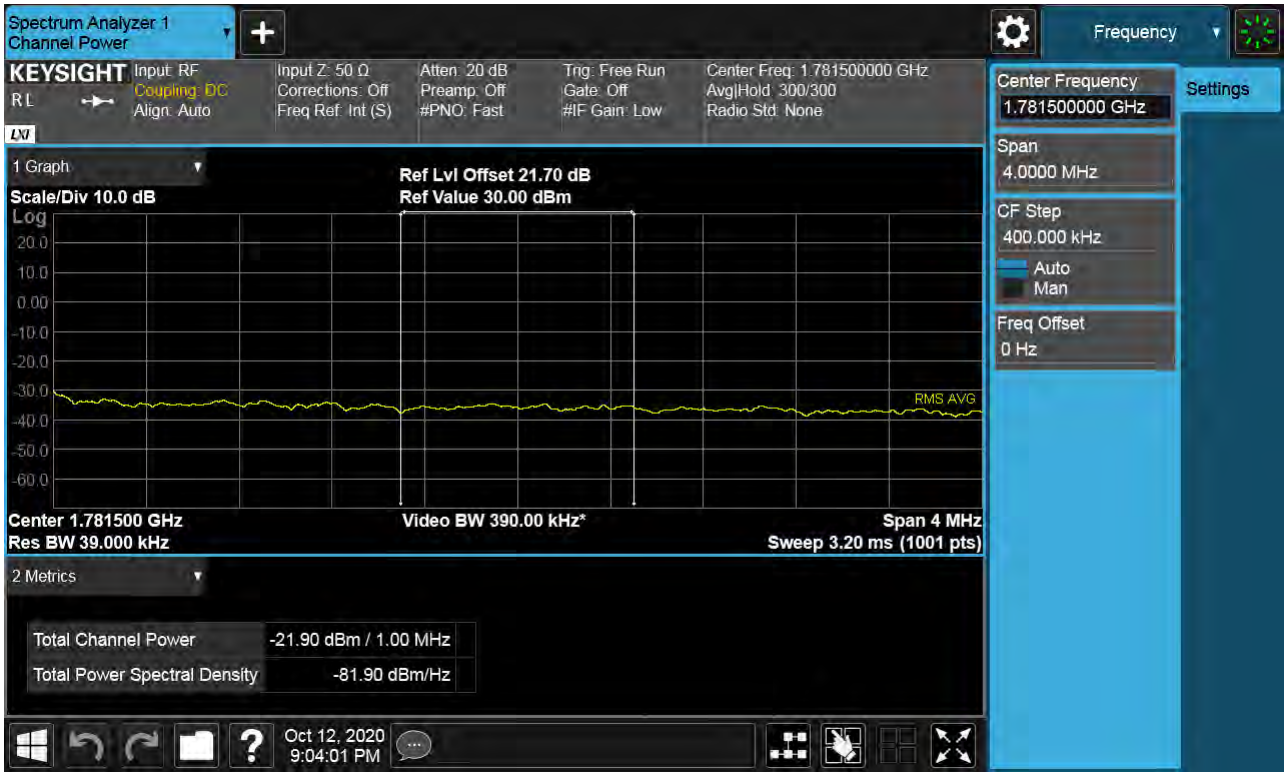 Spectrum Analyzer 1
Channel Power
Frequency
KEYSIGHT
RL
LXI
Input: RF
Coupling: DC
Align: Auto
Input Z: 50 Ω
Corrections: Off
Freq Ref: Int (S)
Atten: 20 dB
Preamp: Off
#PNO: Fast
Trig: Free Run
Gate: Off
#IF Gain: Low
Center Freq: 1.781500000 GHz
Avg|Hold: 300/300
Radio Std: None
Center Frequency
1.781500000 GHz
Settings
Span
4.0000 MHz
CF Step
400.000 kHz
Auto
Man
Freq Offset
0 Hz
1 Graph
Scale/Div 10.0 dB
Ref Lvl Offset 21.70 dB
Ref Value 30.00 dBm
Log
20.0
10.0
0.00
-10.0
-20.0
-30.0
-40.0
-50.0
-60.0
RMS AVG
Center 1.781500 GHz
Video BW 390.00 kHz*
Span 4 MHz
Res BW 39.000 kHz
Sweep 3.20 ms (1001 pts)
2 Metrics
Total Channel Power -21.90 dBm / 1.00 MHz
Total Power Spectral Density -81.90 dBm/Hz
Oct 12, 2020
9:04:01 PM